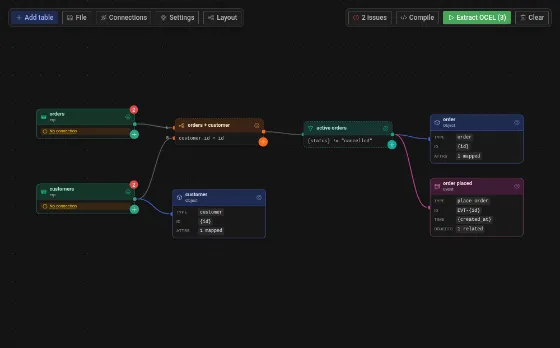 + Add table
File
Connections
Settings
Layout
2 issues
</> Compile
Extract OCEL (3)
Clear
orders
No connection
2
customers
No connection
2
orders + customer
customer_id = id
active orders
[status] != "cancelled"
customer
object
TYPE customer
ID {id}
ATTRS 1 mapped
order
object
TYPE order
ID {id}
ATTRS 1 mapped
order placed
event
TYPE place order
ID EVT-{id}
TIME {created_at}
OBJECTS 1 related